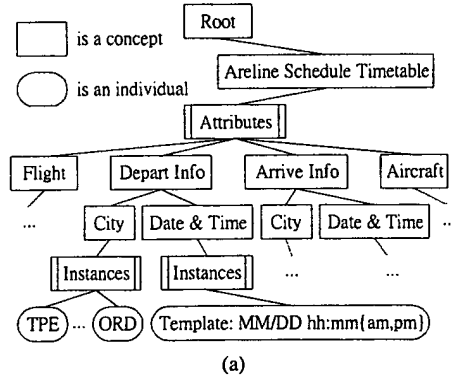 Root
is a concept
Areline Schedule Timetable
is an individual
Attributes
Flight Depart Info Arrive Info Aircraft
... City Date & Time City Date & Time ..
Instances Instances ... ...
TPE ... ORD Template: MM/DD hh:mm{am,pm}
(a)